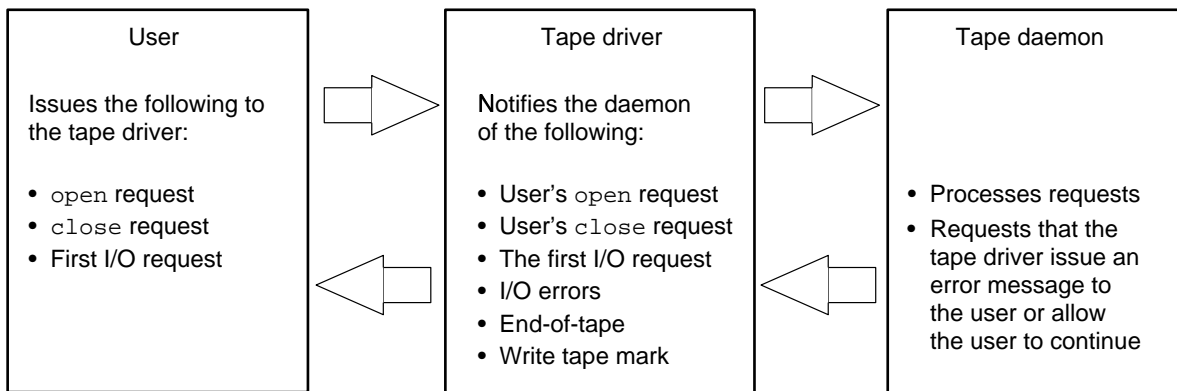 User
Issues the following to
the tape driver:
• open request
• close request
• First I/O request
Tape driver
Notifies the daemon
of the following:
• User's open request
• User's close request
• The first I/O request
• I/O errors
• End-of-tape
• Write tape mark
Tape daemon
• Processes requests
• Requests that the
tape driver issue an
error message to
the user or allow
the user to continue